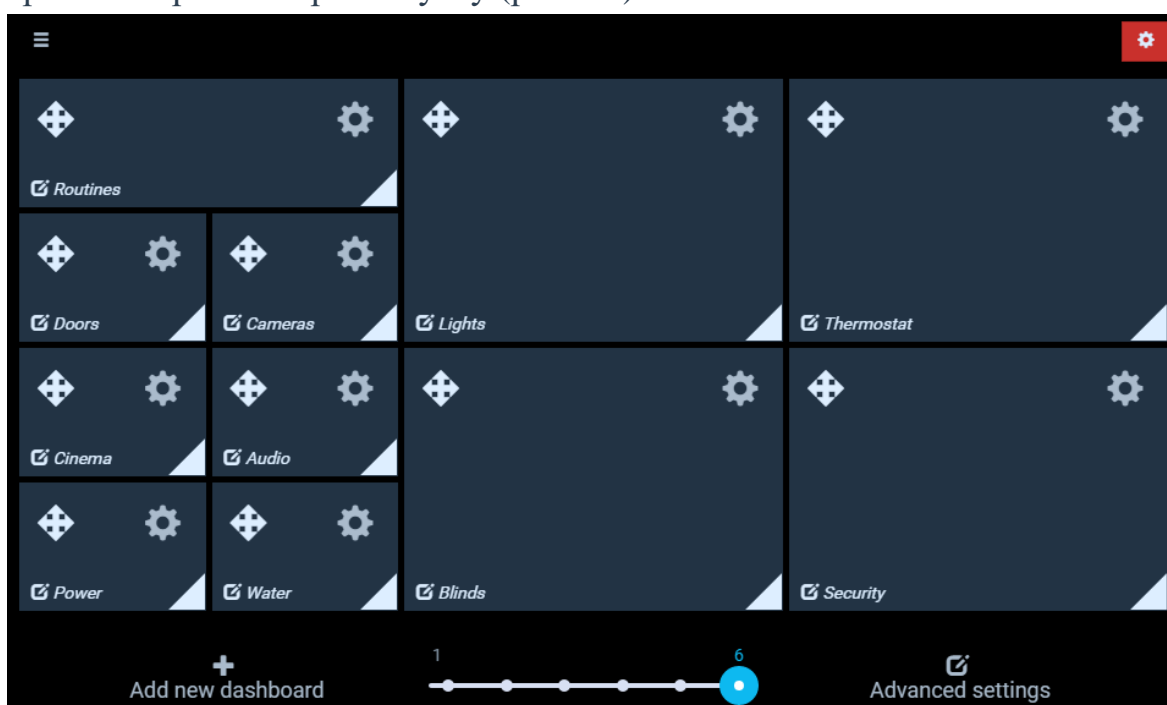 Routines
Doors
Cameras
Lights
Thermostat
Cinema
Audio
Power
Water
Blinds
Security
1
6
Add new dashboard
Advanced settings